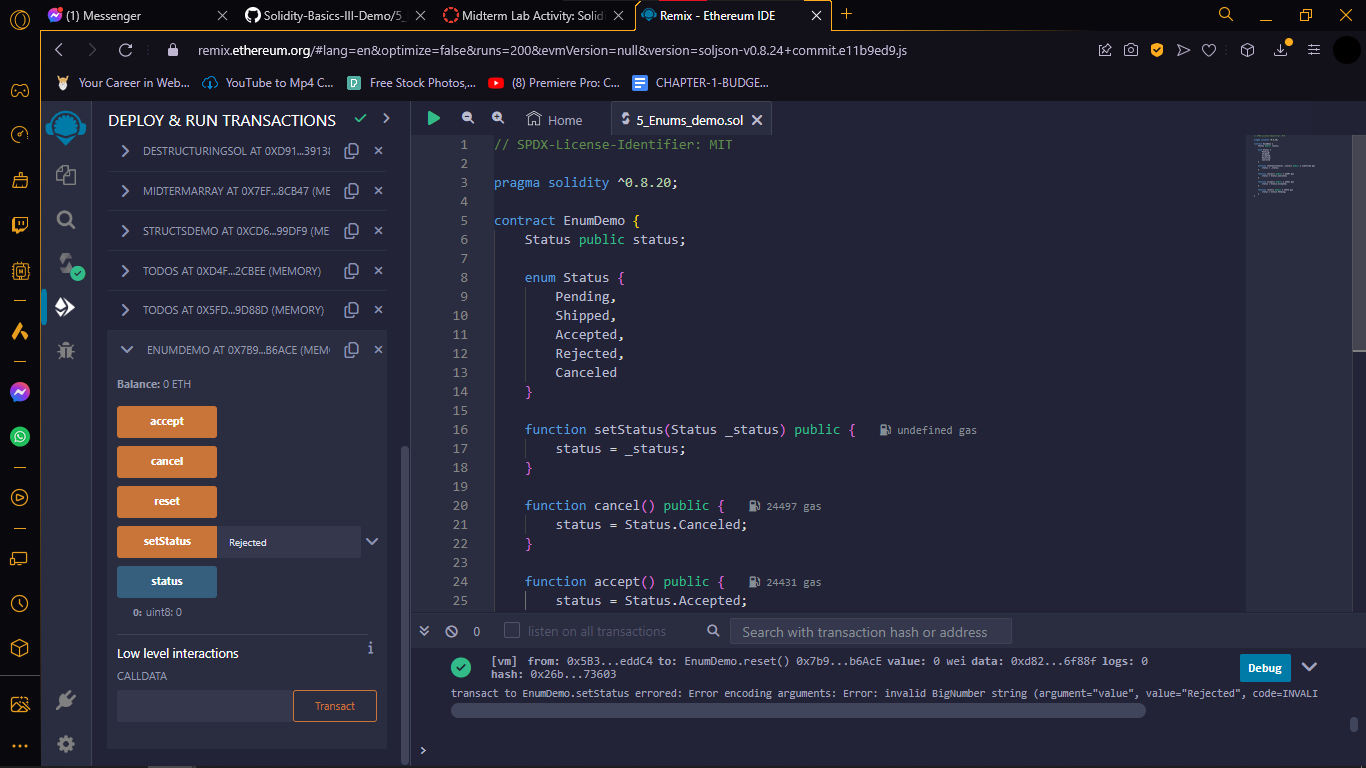 (1) Messenger
Solidity-Basics-III-Demo/5_
Midterm Lab Activity: Solid
Remix - Ethereum IDE
remix.ethereum.org/#lang=en&optimize=false&runs=200&evmVersion=null&version=soljson-v0.8.24+commit.e11b9ed9.js
Your Career in Web...
YouTube to Mp4 C...
Free Stock Photos,...
(8) Premiere Pro: C...
CHAPTER-1-BUDGE...
DEPLOY & RUN TRANSACTIONS
DESTRUCTURINGSOL AT 0XD91...39138
MIDTERMARRAY AT 0X7EF...8CB47 (ME
STRUCTSDEMO AT 0XCD6...99DF9 (ME
TODOS AT 0XD4F...2CBEE (MEMORY)
TODOS AT 0X5FD...9D88D (MEMORY)
ENUMDEMO AT 0X7B9...B6ACE (MEM
Balance: 0 ETH
accept
cancel
reset
setStatus Rejected
status
0: uint8: 0
Low level interactions
i
CALLDATA
Transact
Home
5_Enums_demo.sol
1 // SPDX-License-Identifier: MIT
2
3 pragma solidity ^0.8.20;
4
5 contract EnumDemo {
6 Status public status;
7
8 enum Status {
9 Pending,
10 Shipped,
11 Accepted,
12 Rejected,
13 Canceled
14 }
15
16 function setStatus(Status _status) public { undefined gas
17 status = _status;
18 }
19
20 function cancel() public { 24497 gas
21 status = Status.Canceled;
22 }
23
24 function accept() public { 24431 gas
25 status = Status.Accepted;
0
listen on all transactions
Search with transaction hash or address
[vm] from: 0x5B3...eddC4 to: EnumDemo.reset() 0x7b9...b6AcE value: 0 wei data: 0xd82...6f88f logs: 0
hash: 0x26b...73603
Debug
transact to EnumDemo.setStatus errored: Error encoding arguments: Error: invalid BigNumber string (argument="value", value="Rejected", code=INVALI
>